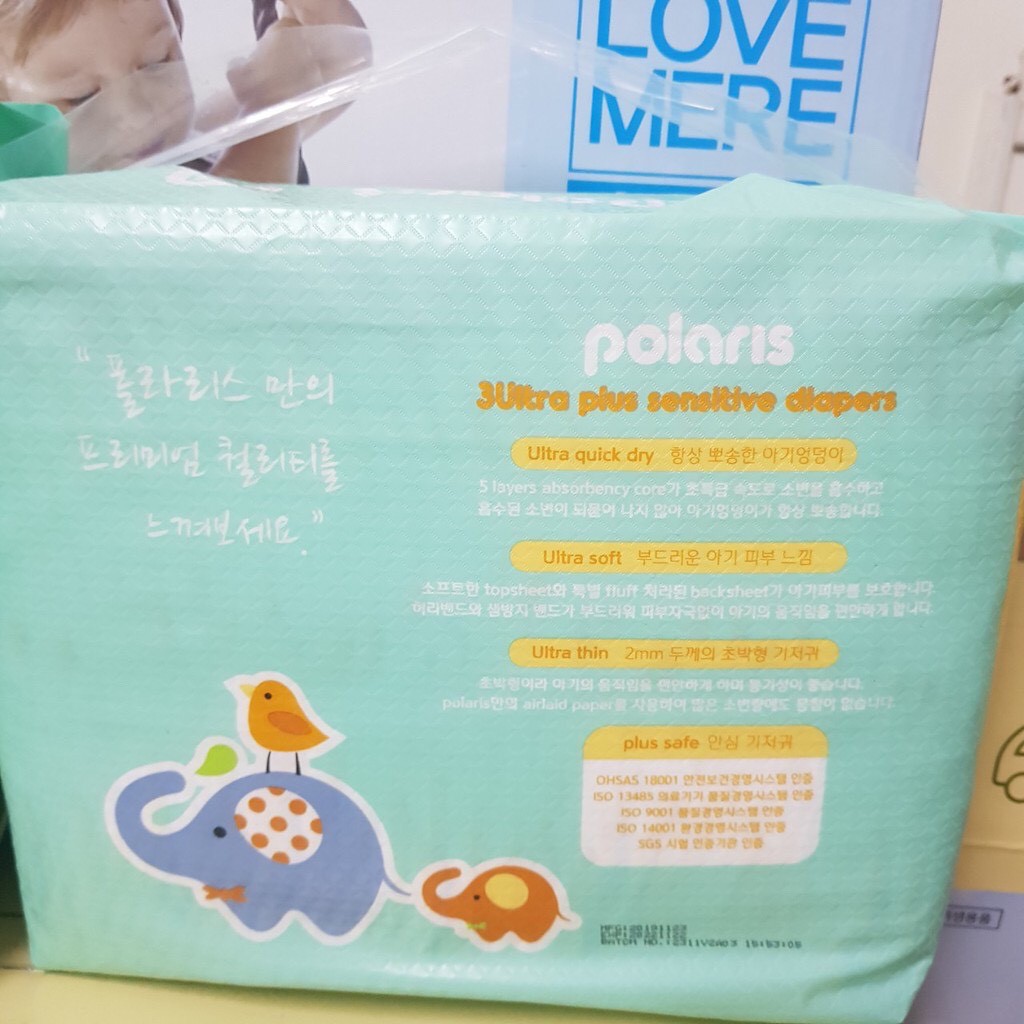 LOVE
MERE
“ 폴라리스 만의
프리미엄 퀄리티를
느껴보세요.”
polaris
3Ultra plus sensitive diapers
Ultra quick dry 항상 뽀송한 아기엉덩이
5 layers absorbency core가 초특급 속도로 소변을 흡수하고
흡수된 소변이 되묻어 나지 않아 아기엉덩이가 항상 뽀송합니다.
Ultra soft 부드러운 아기 피부 느낌
소프트한 topsheet와 특별 fluff 처리된 backsheet가 아기피부를 보호합니다.
허리밴드와 샘방지 밴드가 부드러워 피부자국없이 아기의 움직임을 편안하게 합니다.
Ultra thin 2mm 두께의 초박형 기저귀
초박형이라 아기의 움직임을 편안하게 하며 통기성이 좋습니다.
polaris만의 airlaid paper를 사용하여 많은 소변량에도 뭉침이 없습니다.
plus safe 안심 기저귀
OHSAS 18001 안전보건경영시스템 인증
ISO 13485 의료기기 품질경영시스템 인증
ISO 9001 품질경영시스템 인증
ISO 14001 환경경영시스템 인증
SGS 시험 인증기관 인증
MFG:20191123
EXP:20221122
BATCH NO.:2311V2A03 15:53:05